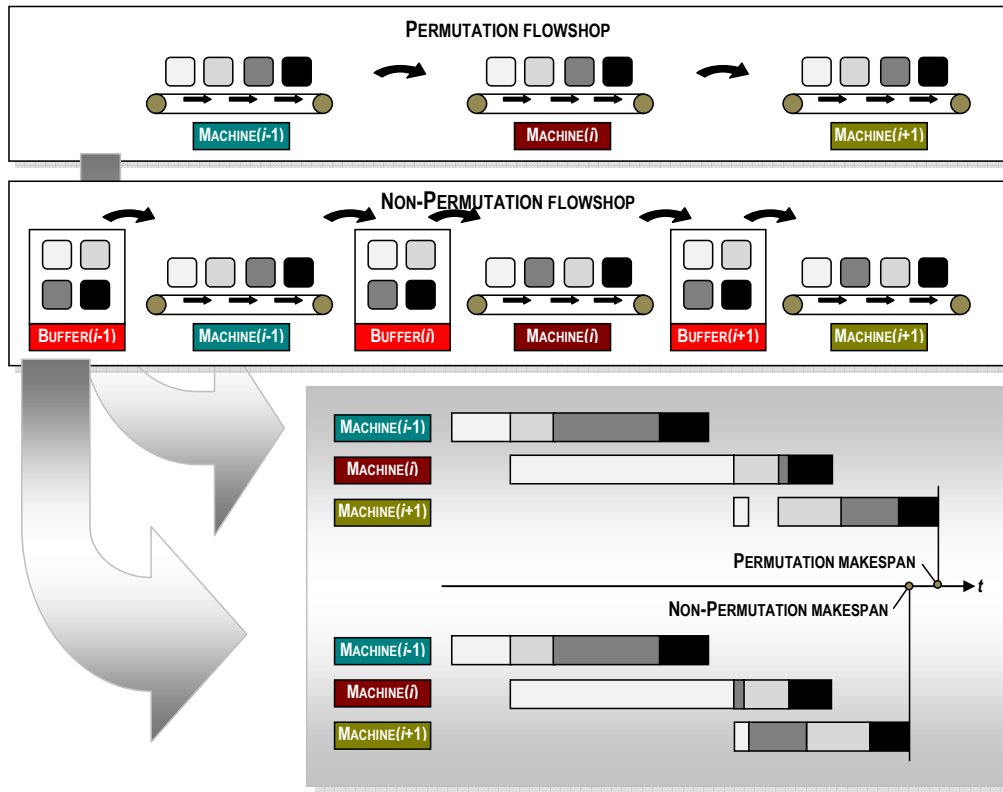 PERMUTATION FLOWSHOP
MACHINE(i-1)
MACHINE(i)
MACHINE(i+1)
NON-PERMUTATION FLOWSHOP
BUFFER(i-1)
MACHINE(i-1)
BUFFER(i)
MACHINE(i)
BUFFER(i+1)
MACHINE(i+1)
MACHINE(i-1)
MACHINE(i)
MACHINE(i+1)
PERMUTATION MAKESPAN
t
NON-PERMUTATION MAKESPAN
MACHINE(i-1)
MACHINE(i)
MACHINE(i+1)